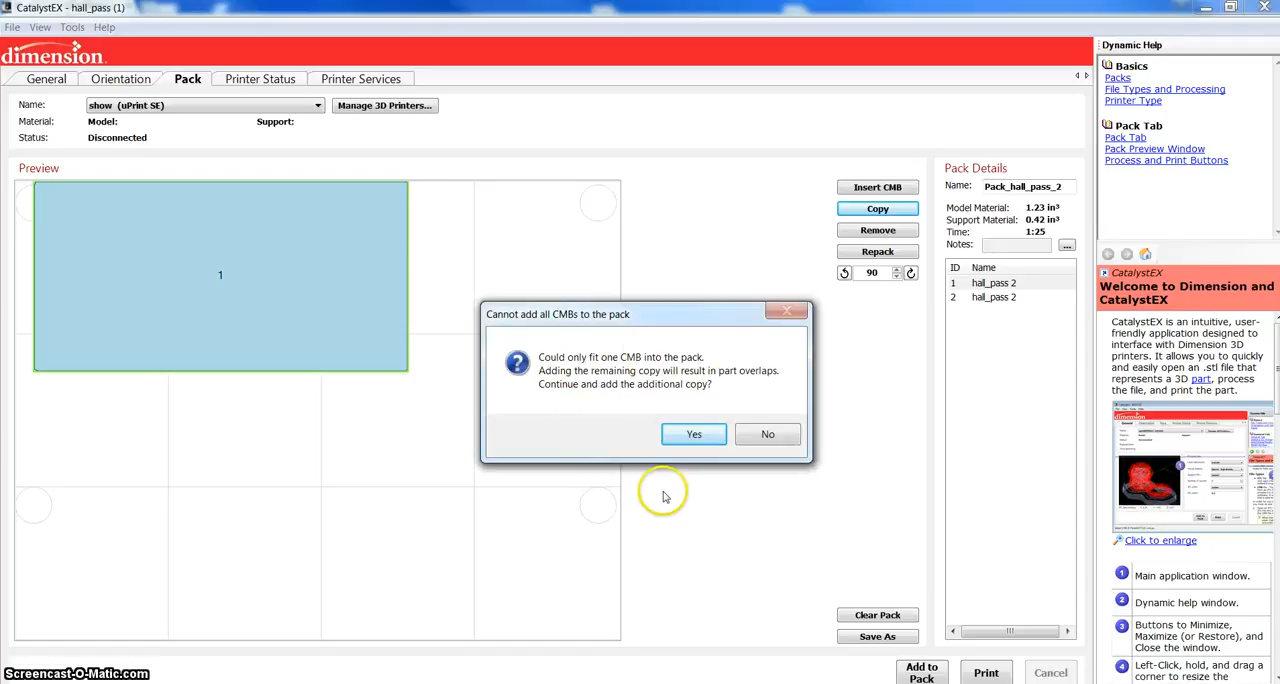 CatalystEX - hall_pass (1)
File View Tools Help
dimension
General Orientation Pack Printer Status Printer Services
Name: show (uPrint SE) Manage 3D Printers...
Material: Model: Support:
Status: Disconnected
Preview
1
Insert CMB
Copy
Remove
Repack
90
Clear Pack
Save As
Pack Details
Name: Pack_hall_pass_2
Model Material: 1.23 in³
Support Material: 0.42 in³
Time: 1:25
Notes: ...
ID Name
1 hall_pass 2
2 hall_pass 2
Cannot add all CMBs to the pack
Could only fit one CMB into the pack.
Adding the remaining copy will result in part overlaps.
Continue and add the additional copy?
Yes No
Add to
Pack
Print
Cancel
Dynamic Help
Basics
Packs
File Types and Processing
Printer Type
Pack Tab
Pack Tab
Pack Preview Window
Process and Print Buttons
CatalystEX
Welcome to Dimension and
CatalystEX
CatalystEX is an intuitive, user-
friendly application designed to
interface with Dimension 3D
printers. It allows you to quickly
and easily open an .stl file that
represents a 3D part, process
the file, and print the part.
Click to enlarge
1 Main application window.
2 Dynamic help window.
3 Buttons to Minimize,
Maximize (or Restore), and
Close the window.
4 Left-Click, hold, and drag a
corner to resize the
Screencast-O-Matic.com